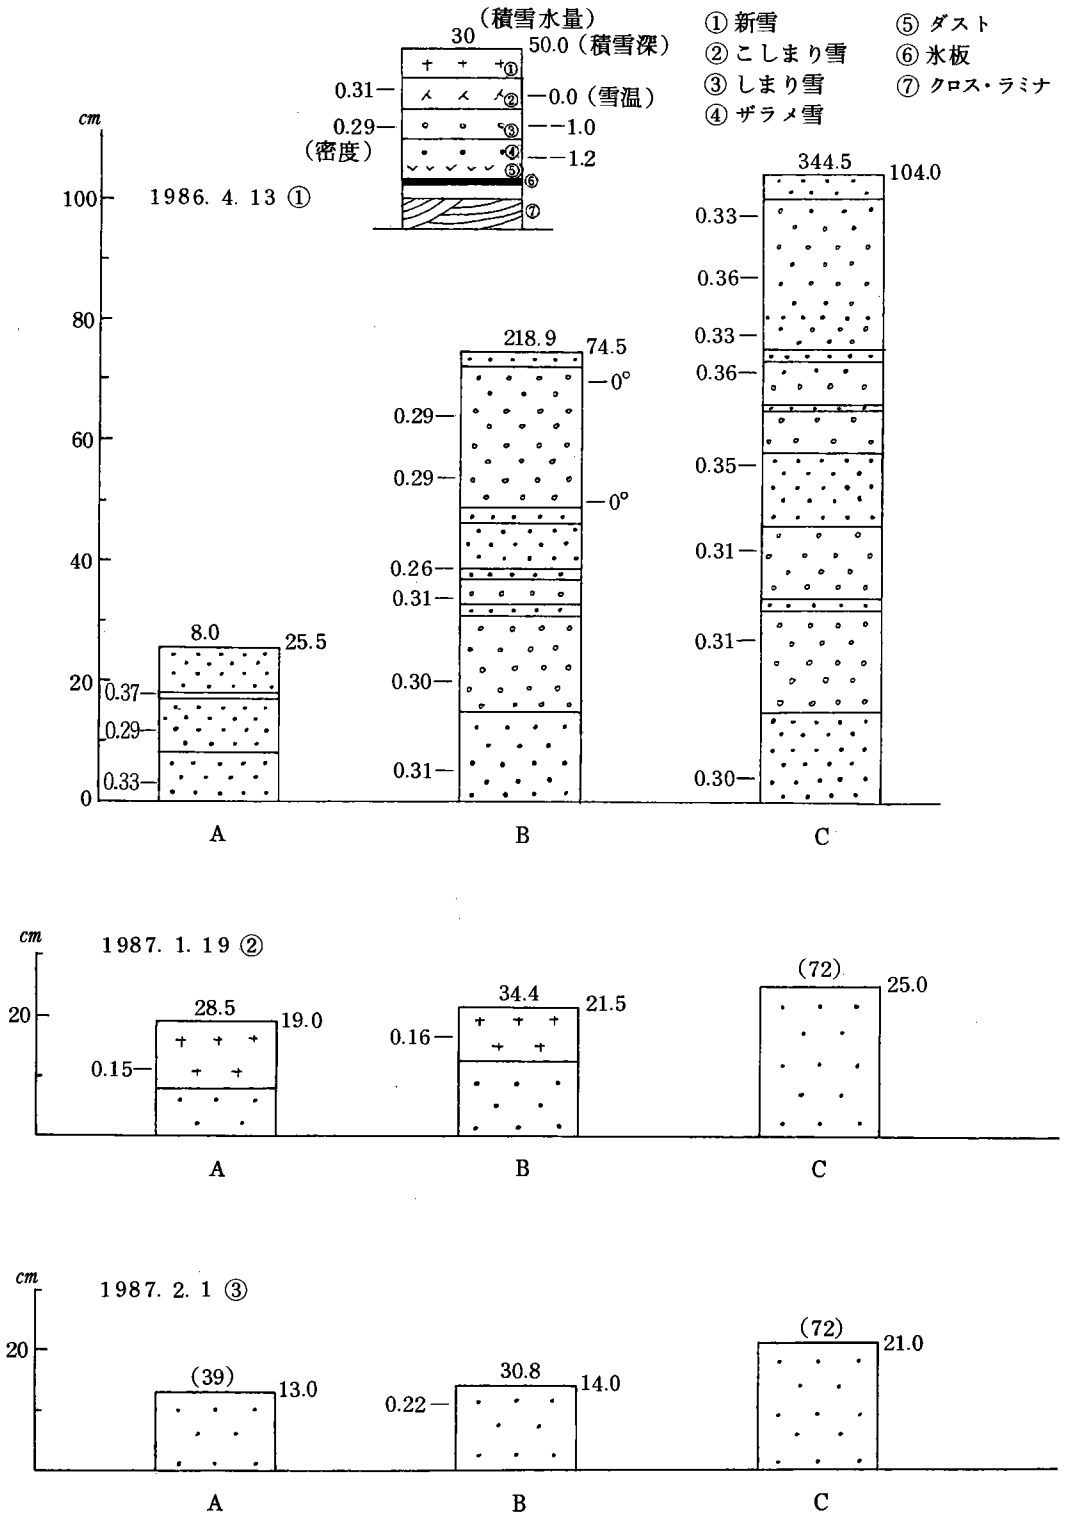 (積雪水量)
30
50.0 (積雪深)
0.31
0.0 (雪温)
0.29
(密度)
-1.0
-1.2
①
②
③
④
⑤
⑥
⑦
① 新雪
② こしまり雪
③ しまり雪
④ ザラメ雪
⑤ ダスト
⑥ 氷板
⑦ クロス・ラミナ
cm
1986. 4. 13 ①
100
80
60
40
20
0
8.0
25.5
0.37
0.29
0.33
A
218.9
74.5
0°
0°
0.29
0.29
0.26
0.31
0.30
0.31
B
344.5
104.0
0.33
0.36
0.33
0.36
0.35
0.31
0.31
0.30
C
cm
1987. 1. 19 ②
20
28.5
19.0
0.15
A
34.4
21.5
0.16
B
(72)
25.0
C
cm
1987. 2. 1 ③
20
(39)
13.0
A
30.8
14.0
0.22
B
(72)
21.0
C